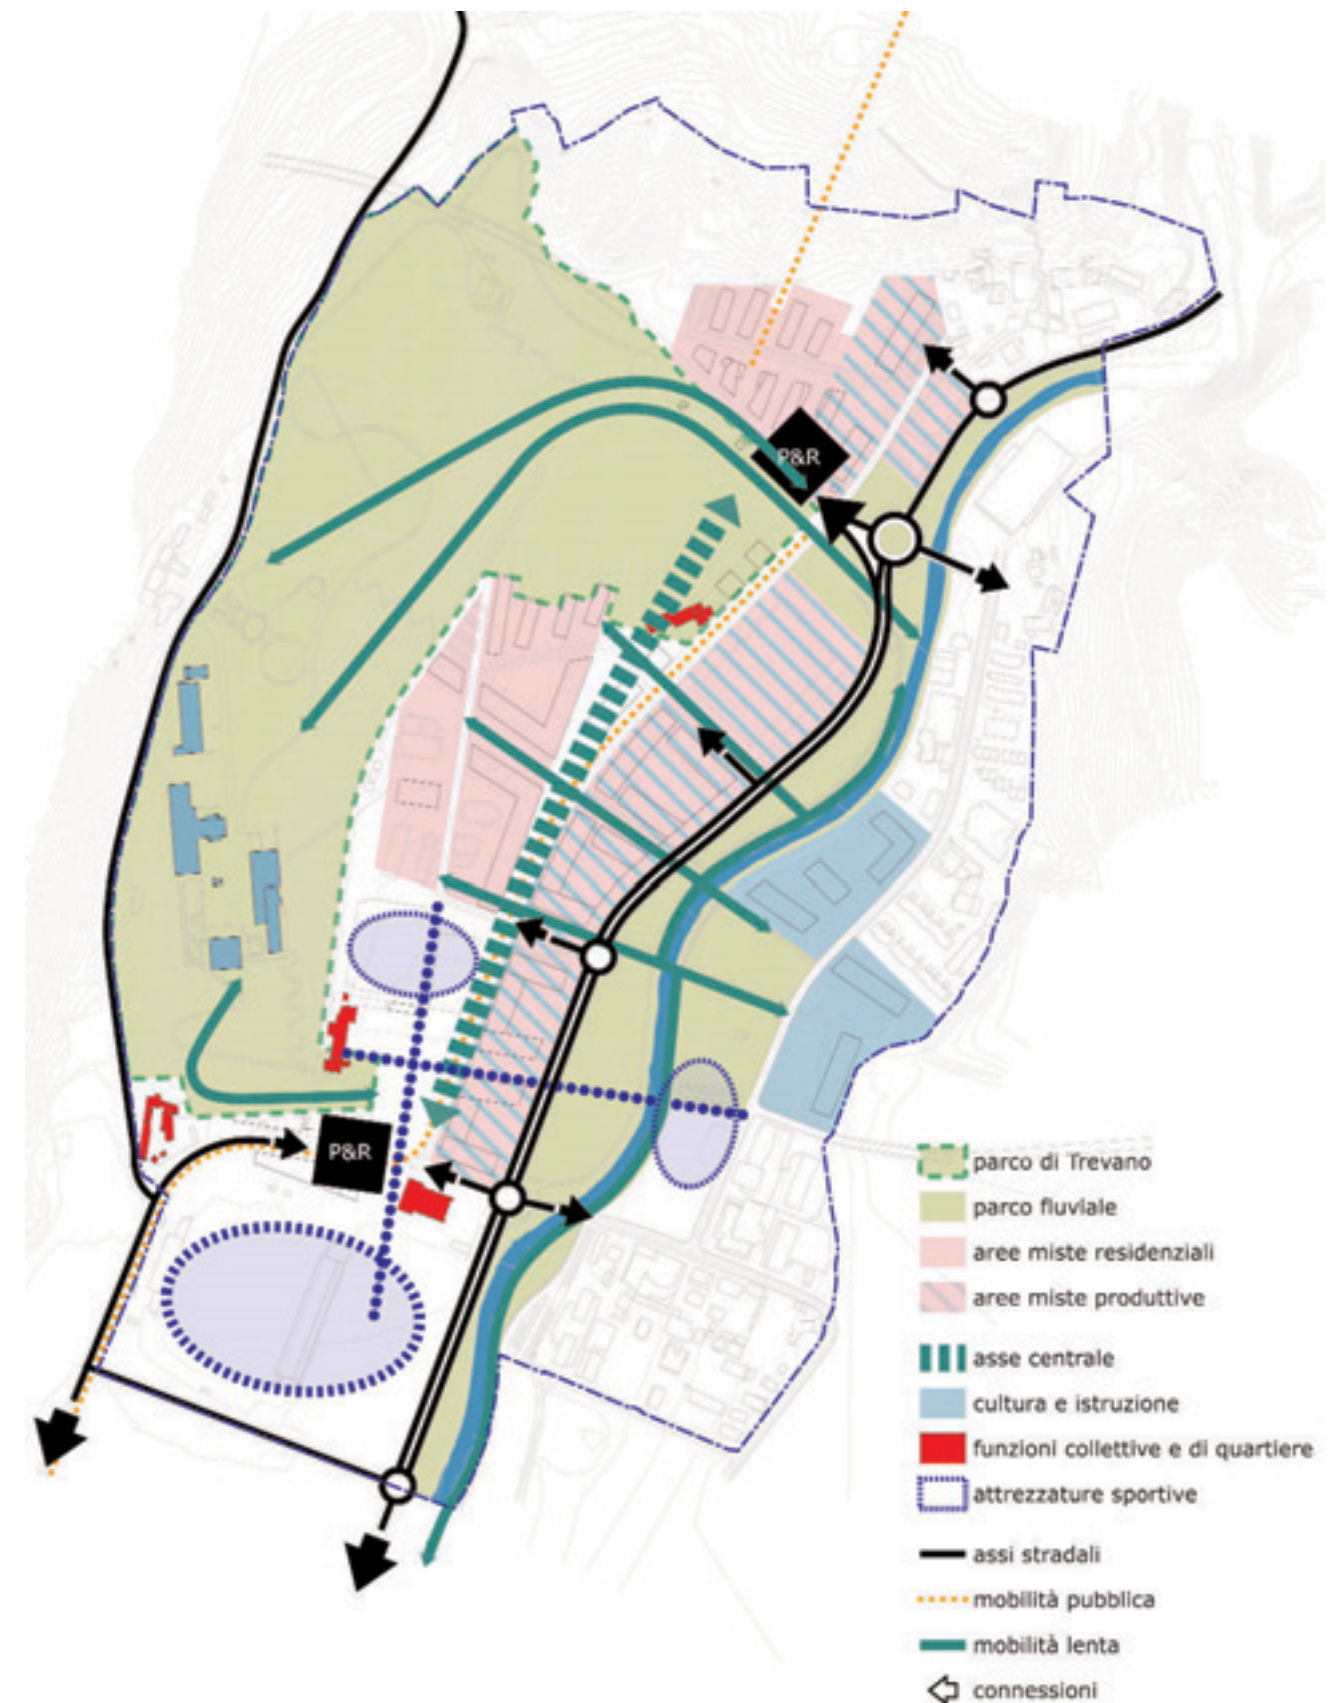 P&R
P&R
parco di Trevano
parco fluviale
aree miste residenziali
aree miste produttive
asse centrale
cultura e istruzione
funzioni collettive e di quartiere
attrezzature sportive
assi stradali
mobilità pubblica
mobilità lenta
connessioni